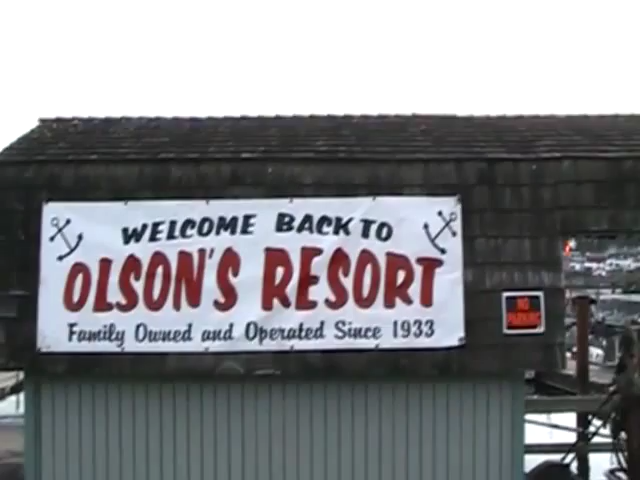 WELCOME BACK TO
OLSON'S RESORT
Family Owned and Operated Since 1933
NO
PARKING